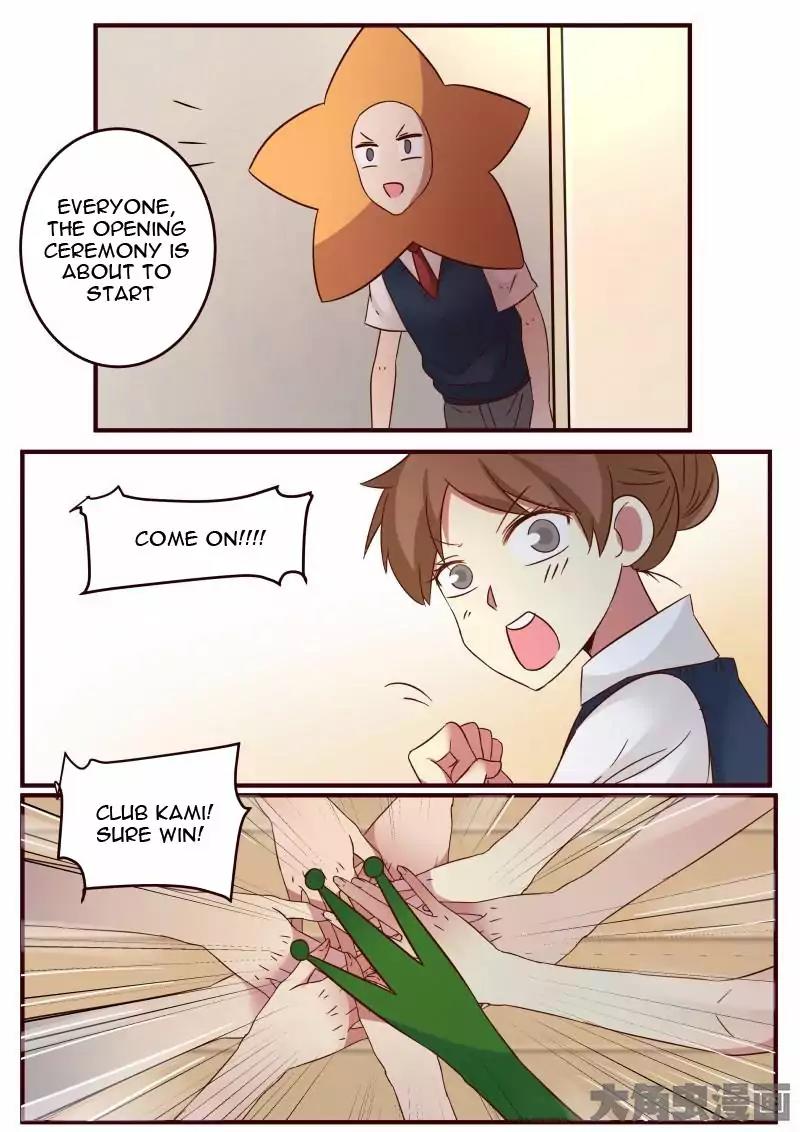 EVERYONE,
THE OPENING
CEREMONY IS
ABOUT TO
START
COME ON!!!!
CLUB KAMI!
SURE WIN!
大角虫漫画